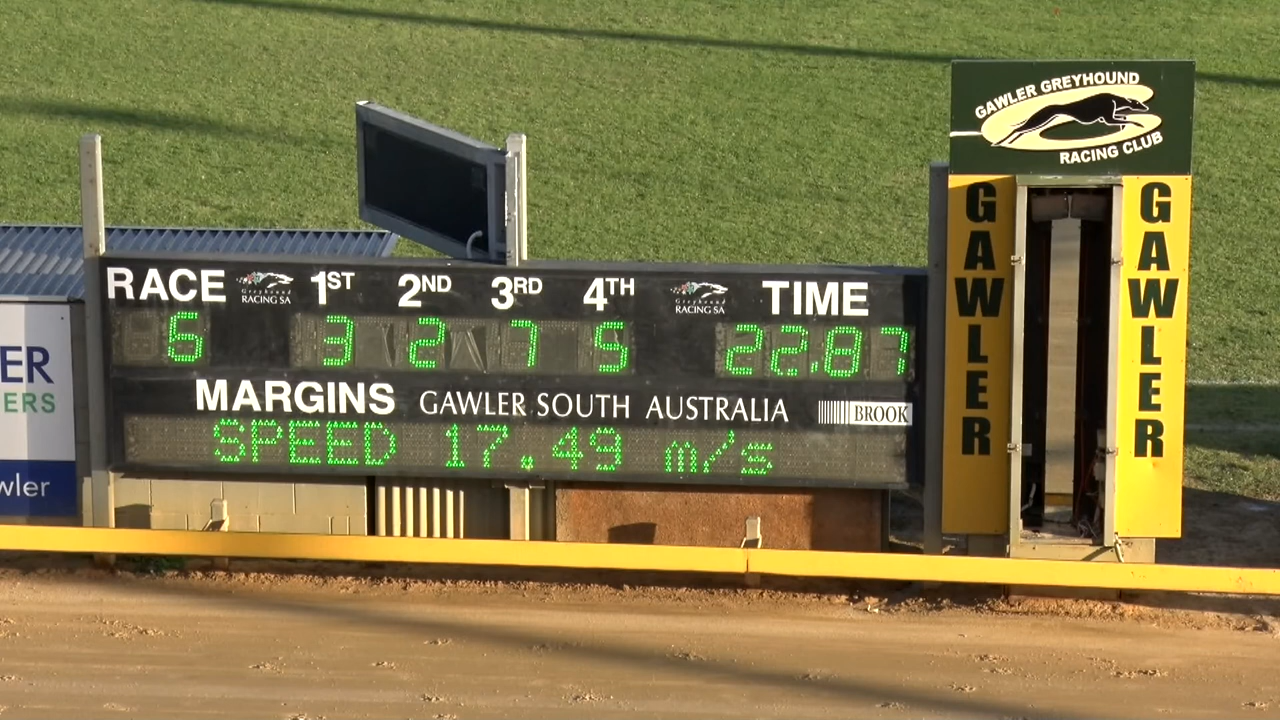 GAWLER GREYHOUND
RACING CLUB
GAWLER
GAWLER
RACE 1ST 2ND 3RD 4TH TIME
Greyhound
RACING SA
Greyhound
RACING SA
6 3 2 7 5 22.87
MARGINS GAWLER SOUTH AUSTRALIA BROOK
SPEED 17.49 m/s
ER
ERS
wler